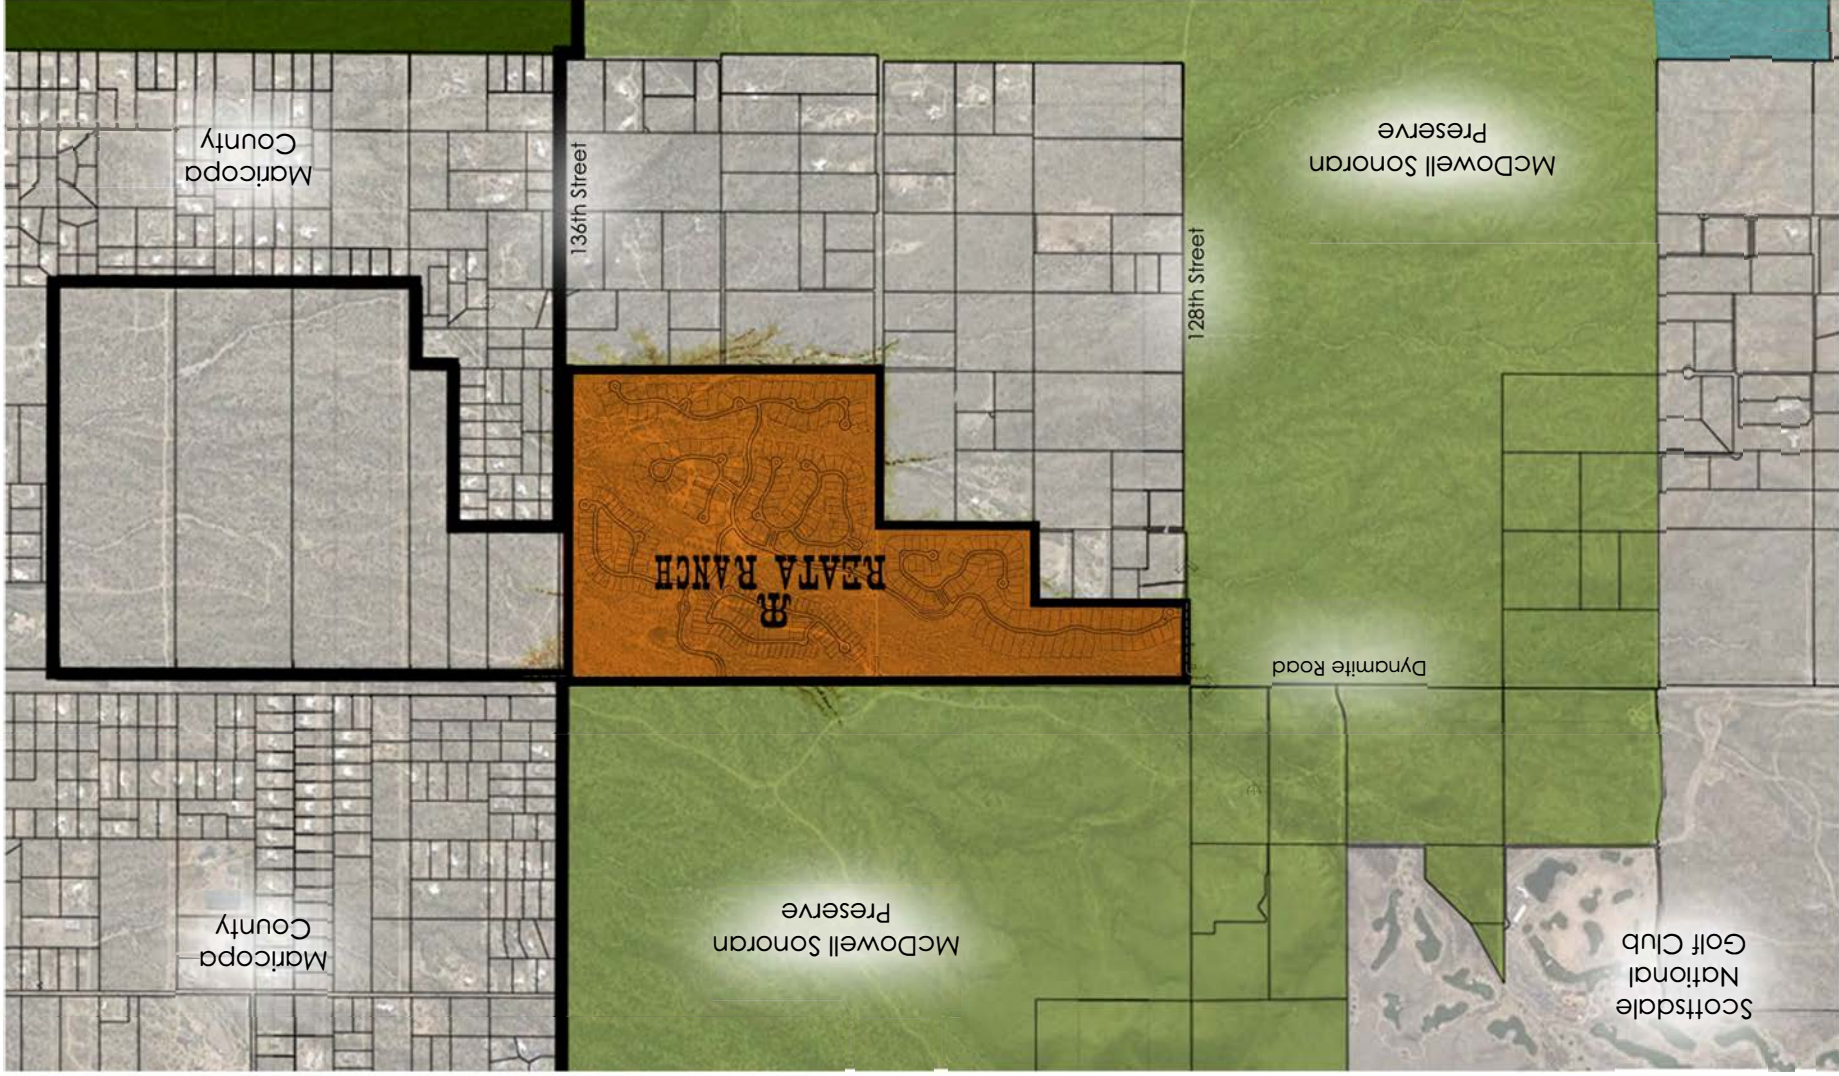 Scottsdale
National
Golf Club
McDowell Sonoran
Preserve
Maricopa
County
Dynamite Road
REATA RANCH
128th Street
136th Street
McDowell Sonoran
Preserve
Maricopa
County